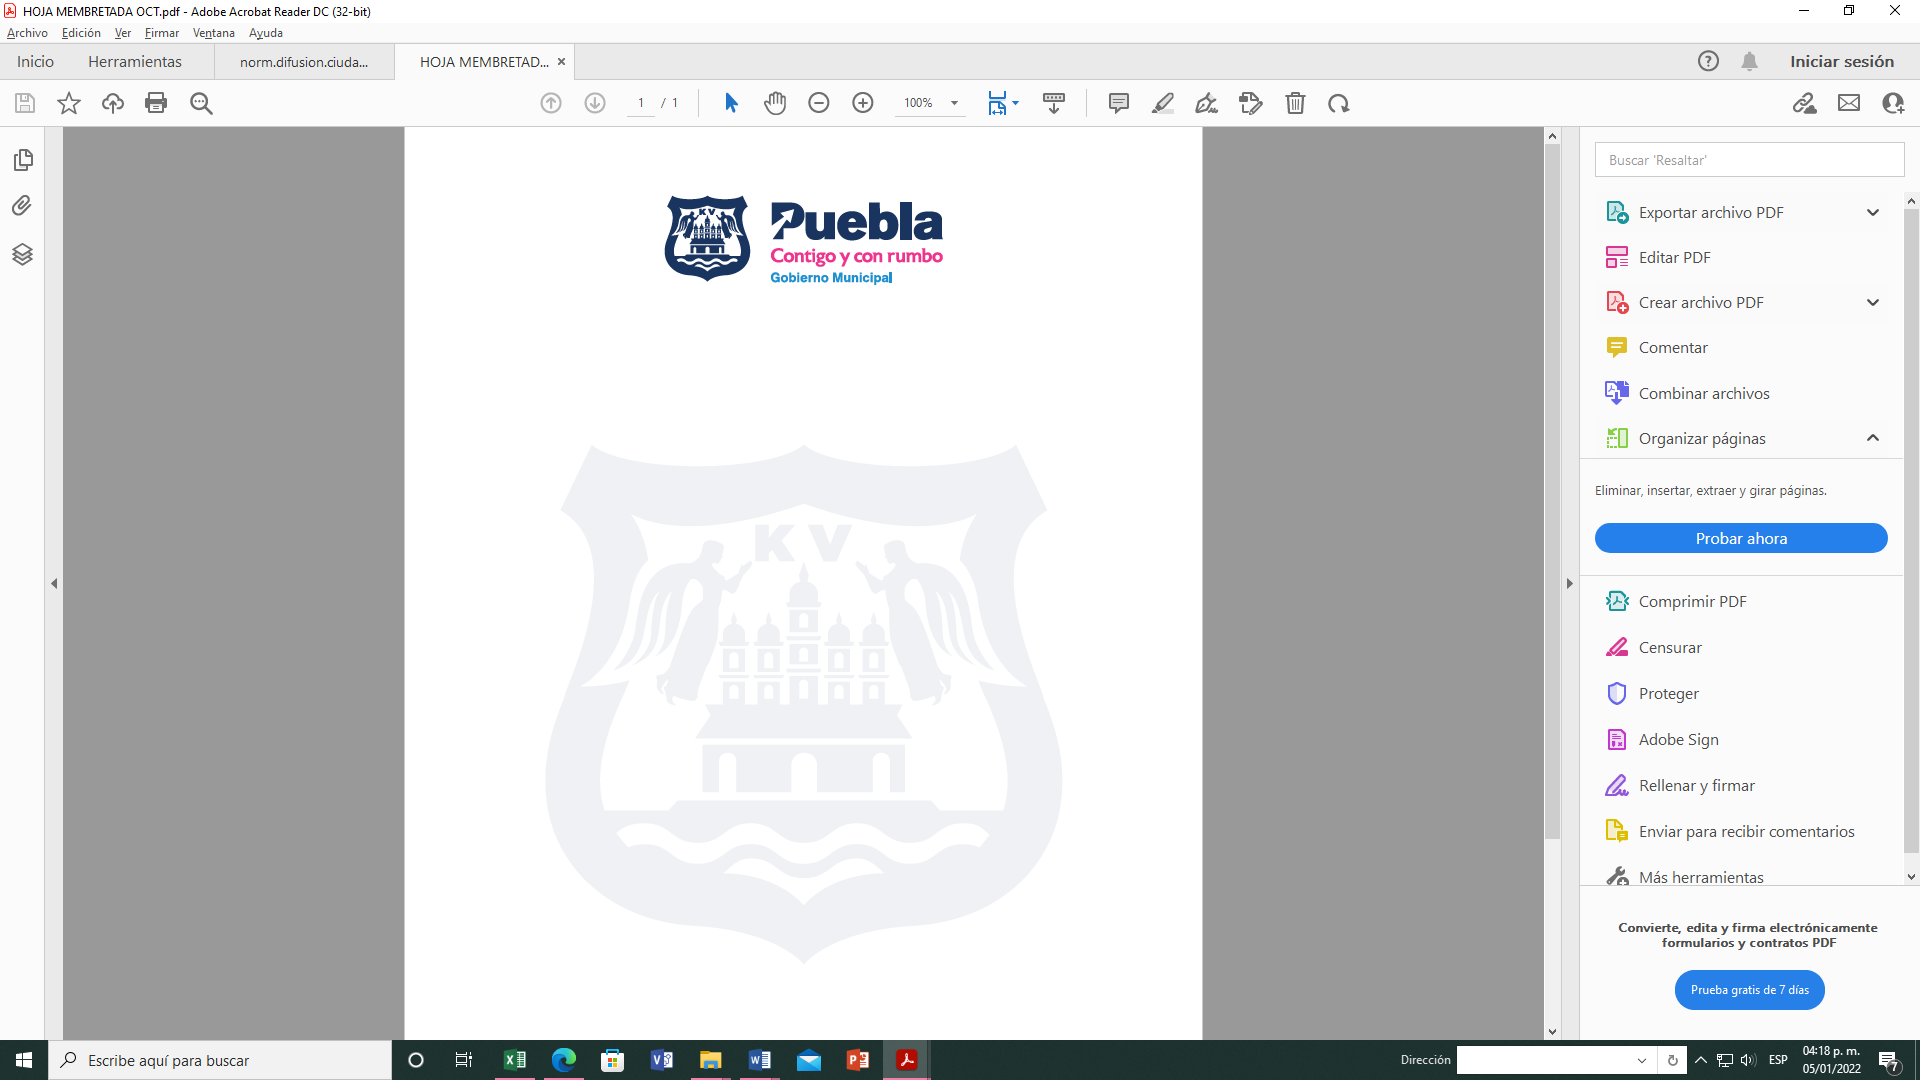 HOJA MEMBRETADA OCT.pdf - Adobe Acrobat Reader DC (32-bit)
Archivo Edición Ver Firmar Ventana Ayuda
Inicio Herramientas norm.difusion.ciuda... HOJA MEMBRETAD... Iniciar sesión
1 / 1 100%
Buscar 'Resaltar'
KV
Puebla
Contigo y con rumbo
Gobierno Municipal
KV
Exportar archivo PDF
Editar PDF
Crear archivo PDF
Comentar
Combinar archivos
Organizar páginas
Eliminar, insertar, extraer y girar páginas.
Probar ahora
Comprimir PDF
Censurar
Proteger
Adobe Sign
Rellenar y firmar
Enviar para recibir comentarios
Más herramientas
Convierte, edita y firma electrónicamente
formularios y contratos PDF
Prueba gratis de 7 días
Escribe aquí para buscar
Dirección
ESP
04:18 p. m.
05/01/2022
7